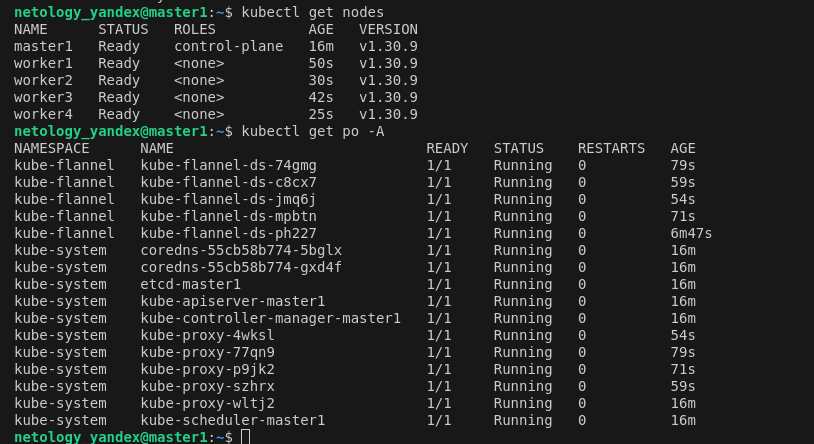 netology_yandex@master1:~$ kubectl get nodes
NAME      STATUS   ROLES           AGE   VERSION
master1   Ready    control-plane   16m   v1.30.9
worker1   Ready    <none>          50s   v1.30.9
worker2   Ready    <none>          30s   v1.30.9
worker3   Ready    <none>          42s   v1.30.9
worker4   Ready    <none>          25s   v1.30.9
netology_yandex@master1:~$ kubectl get po -A
NAMESPACE      NAME                              READY   STATUS    RESTARTS   AGE
kube-flannel   kube-flannel-ds-74gmg             1/1     Running   0          79s
kube-flannel   kube-flannel-ds-c8cx7             1/1     Running   0          59s
kube-flannel   kube-flannel-ds-jmq6j             1/1     Running   0          54s
kube-flannel   kube-flannel-ds-mpbtn             1/1     Running   0          71s
kube-flannel   kube-flannel-ds-ph227             1/1     Running   0          6m47s
kube-system    coredns-55cb58b774-5bglx          1/1     Running   0          16m
kube-system    coredns-55cb58b774-gxd4f          1/1     Running   0          16m
kube-system    etcd-master1                      1/1     Running   0          16m
kube-system    kube-apiserver-master1            1/1     Running   0          16m
kube-system    kube-controller-manager-master1   1/1     Running   0          16m
kube-system    kube-proxy-4wksl                  1/1     Running   0          54s
kube-system    kube-proxy-77qn9                  1/1     Running   0          79s
kube-system    kube-proxy-p9jk2                  1/1     Running   0          71s
kube-system    kube-proxy-szhrx                  1/1     Running   0          59s
kube-system    kube-proxy-wltj2                  1/1     Running   0          16m
kube-system    kube-scheduler-master1            1/1     Running   0          16m
netology_yandex@master1:~$